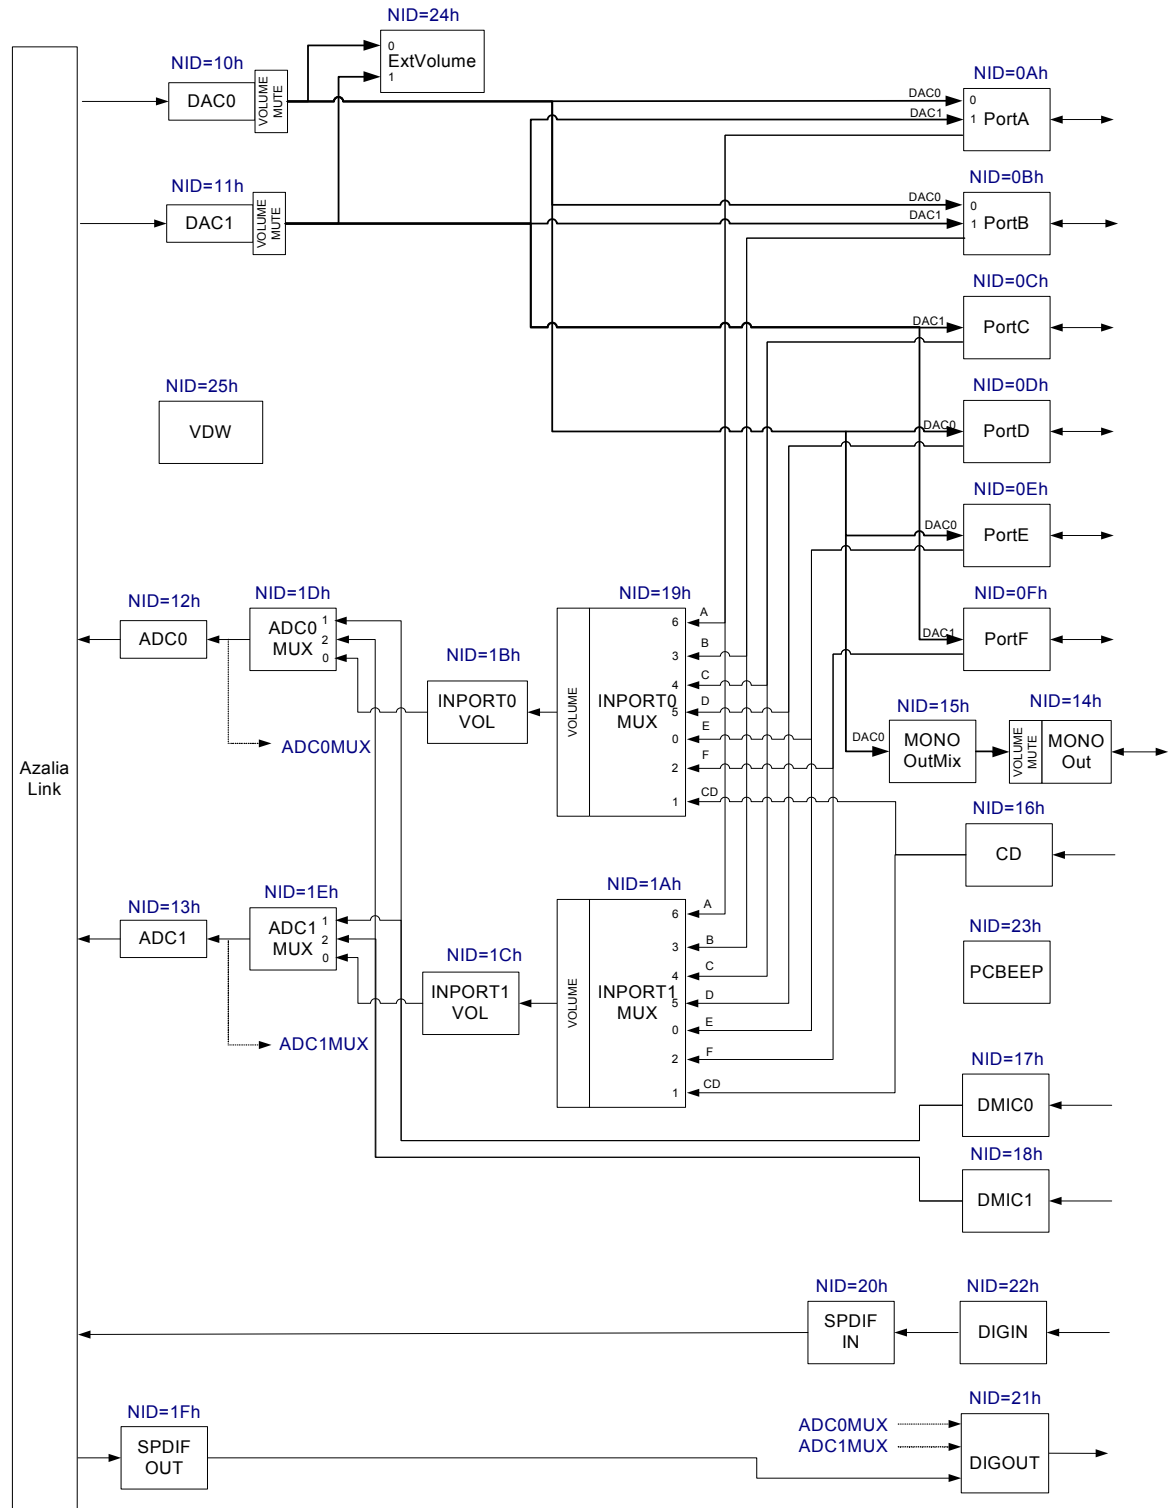 NID=24h
0
ExtVolume
1
NID=10h
DAC0
VOLUME
MUTE
NID=11h
DAC1
VOLUME
MUTE
NID=0Ah
DAC0
0
DAC1
1 PortA
NID=0Bh
DAC0
0
DAC1
1 PortB
NID=0Ch
DAC1
PortC
NID=25h
VDW
NID=0Dh
DAC0
PortD
NID=0Eh
DAC0
PortE
NID=0Fh
DAC1
PortF
NID=12h
ADC0
NID=1Dh
ADC0
MUX
1
2
0
ADC0MUX
NID=1Bh
INPORT0
VOL
NID=19h
VOLUME
INPORT0
MUX
6 A
3 B
4 C
5 D
0 E
2 F
1 CD
NID=15h
DAC0
MONO
OutMix
NID=14h
VOLUME
MUTE
MONO
Out
Azalia
Link
NID=16h
CD
NID=13h
ADC1
NID=1Eh
ADC1
MUX
1
2
0
ADC1MUX
NID=1Ch
INPORT1
VOL
NID=1Ah
VOLUME
INPORT1
MUX
6 A
3 B
4 C
5 D
0 E
2 F
1 CD
NID=23h
PCBEEP
NID=17h
DMIC0
NID=18h
DMIC1
NID=20h
SPDIF
IN
NID=22h
DIGIN
NID=1Fh
SPDIF
OUT
NID=21h
ADC0MUX
ADC1MUX
DIGOUT